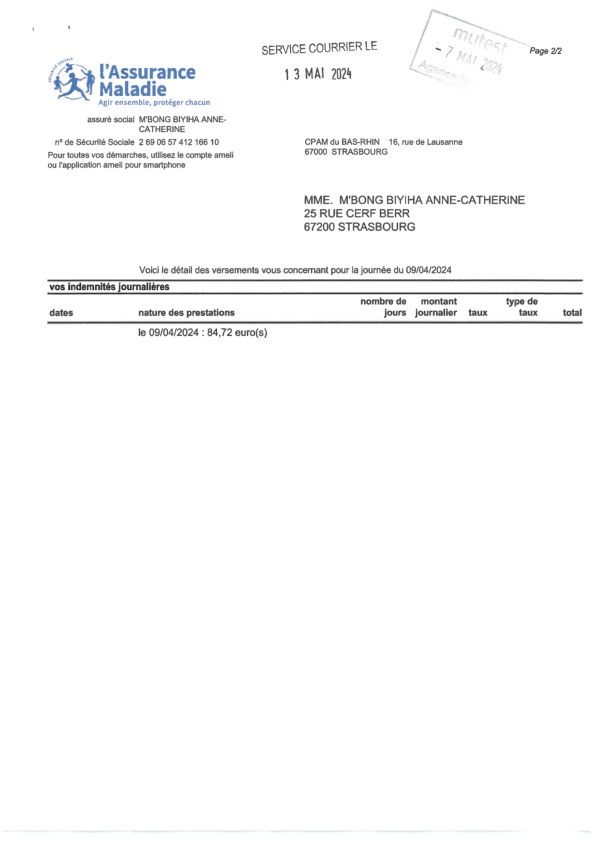 SERVICE COURRIER LE
13 MAI 2024
mutest
- 7 MAI 2024
Agence
Page 2/2
SÉCURITÉ SOCIALE
l'Assurance
Maladie
Agir ensemble, protéger chacun
assuré social M'BONG BIYIHA ANNE-
CATHERINE
n° de Sécurité Sociale 2 69 06 57 412 166 10
Pour toutes vos démarches, utilisez le compte ameli
ou l'application ameli pour smartphone
CPAM du BAS-RHIN 16, rue de Lausanne
67000 STRASBOURG
MME. M'BONG BIYIHA ANNE-CATHERINE
25 RUE CERF BERR
67200 STRASBOURG
Voici le détail des versements vous concernant pour la journée du 09/04/2024
vos indemnités journalières
dates nature des prestations nombre de jours montant journalier taux type de taux total
le 09/04/2024 : 84,72 euro(s)